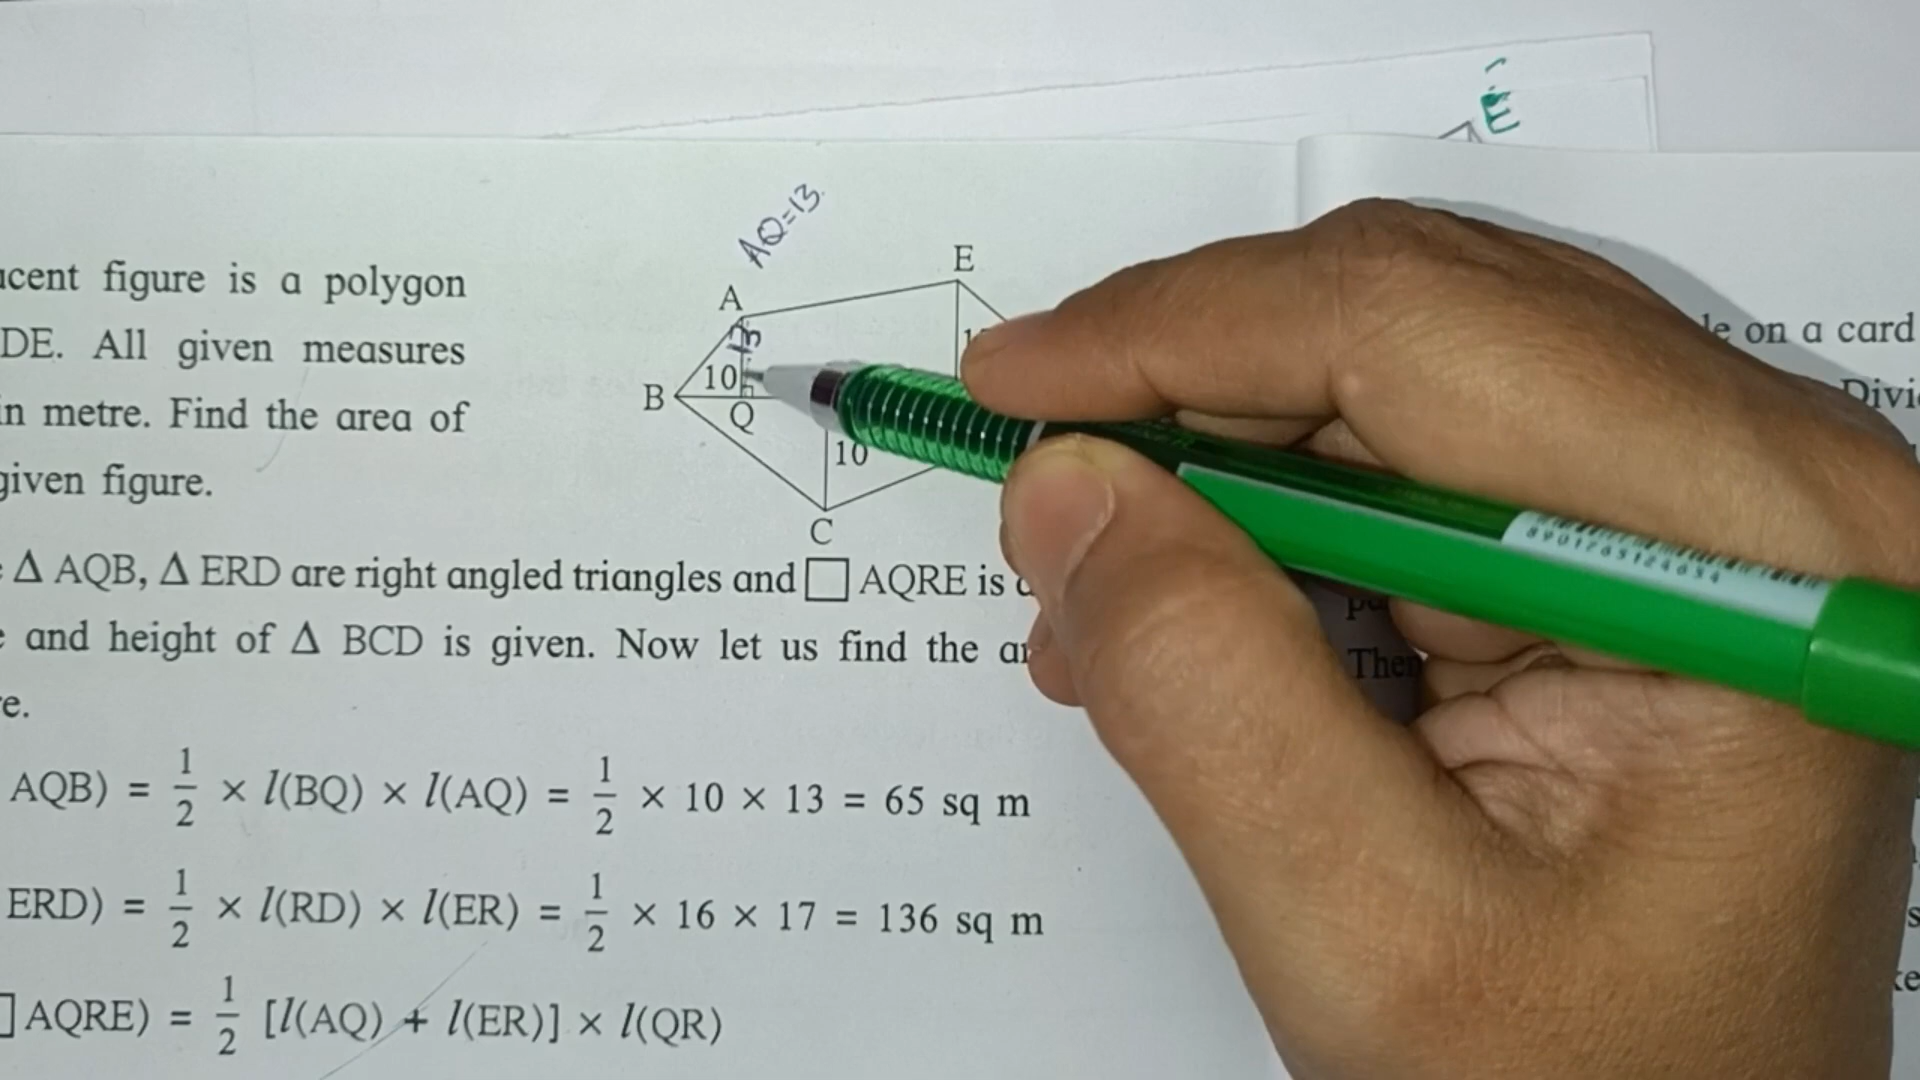 E
AQ=13.
cent figure is a polygon
E
A
DE. All given measures
13
le on a card
10
B
Divi
in metre. Find the area of
Q
10
given figure.
C
8901765124654
Δ AQB, Δ ERD are right angled triangles and □ AQRE is
and height of Δ BCD is given. Now let us find the
Then
e.
AQB) = 1/2 × l(BQ) × l(AQ) = 1/2 × 10 × 13 = 65 sq m
ERD) = 1/2 × l(RD) × l(ER) = 1/2 × 16 × 17 = 136 sq m
□AQRE) = 1/2 [l(AQ) + l(ER)] × l(QR)